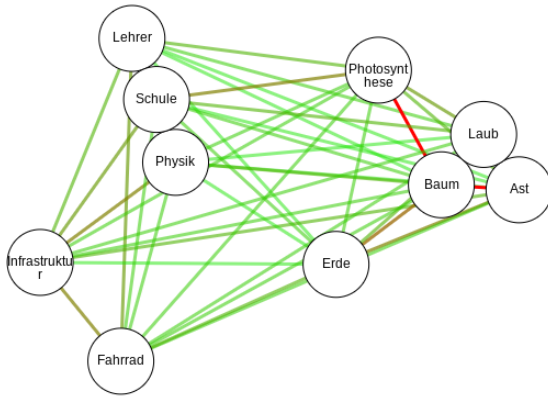 Lehrer
Photosynt
hese
Schule
Laub
Physik
Baum
Ast
Infrastruktu
r
Erde
Fahrrad